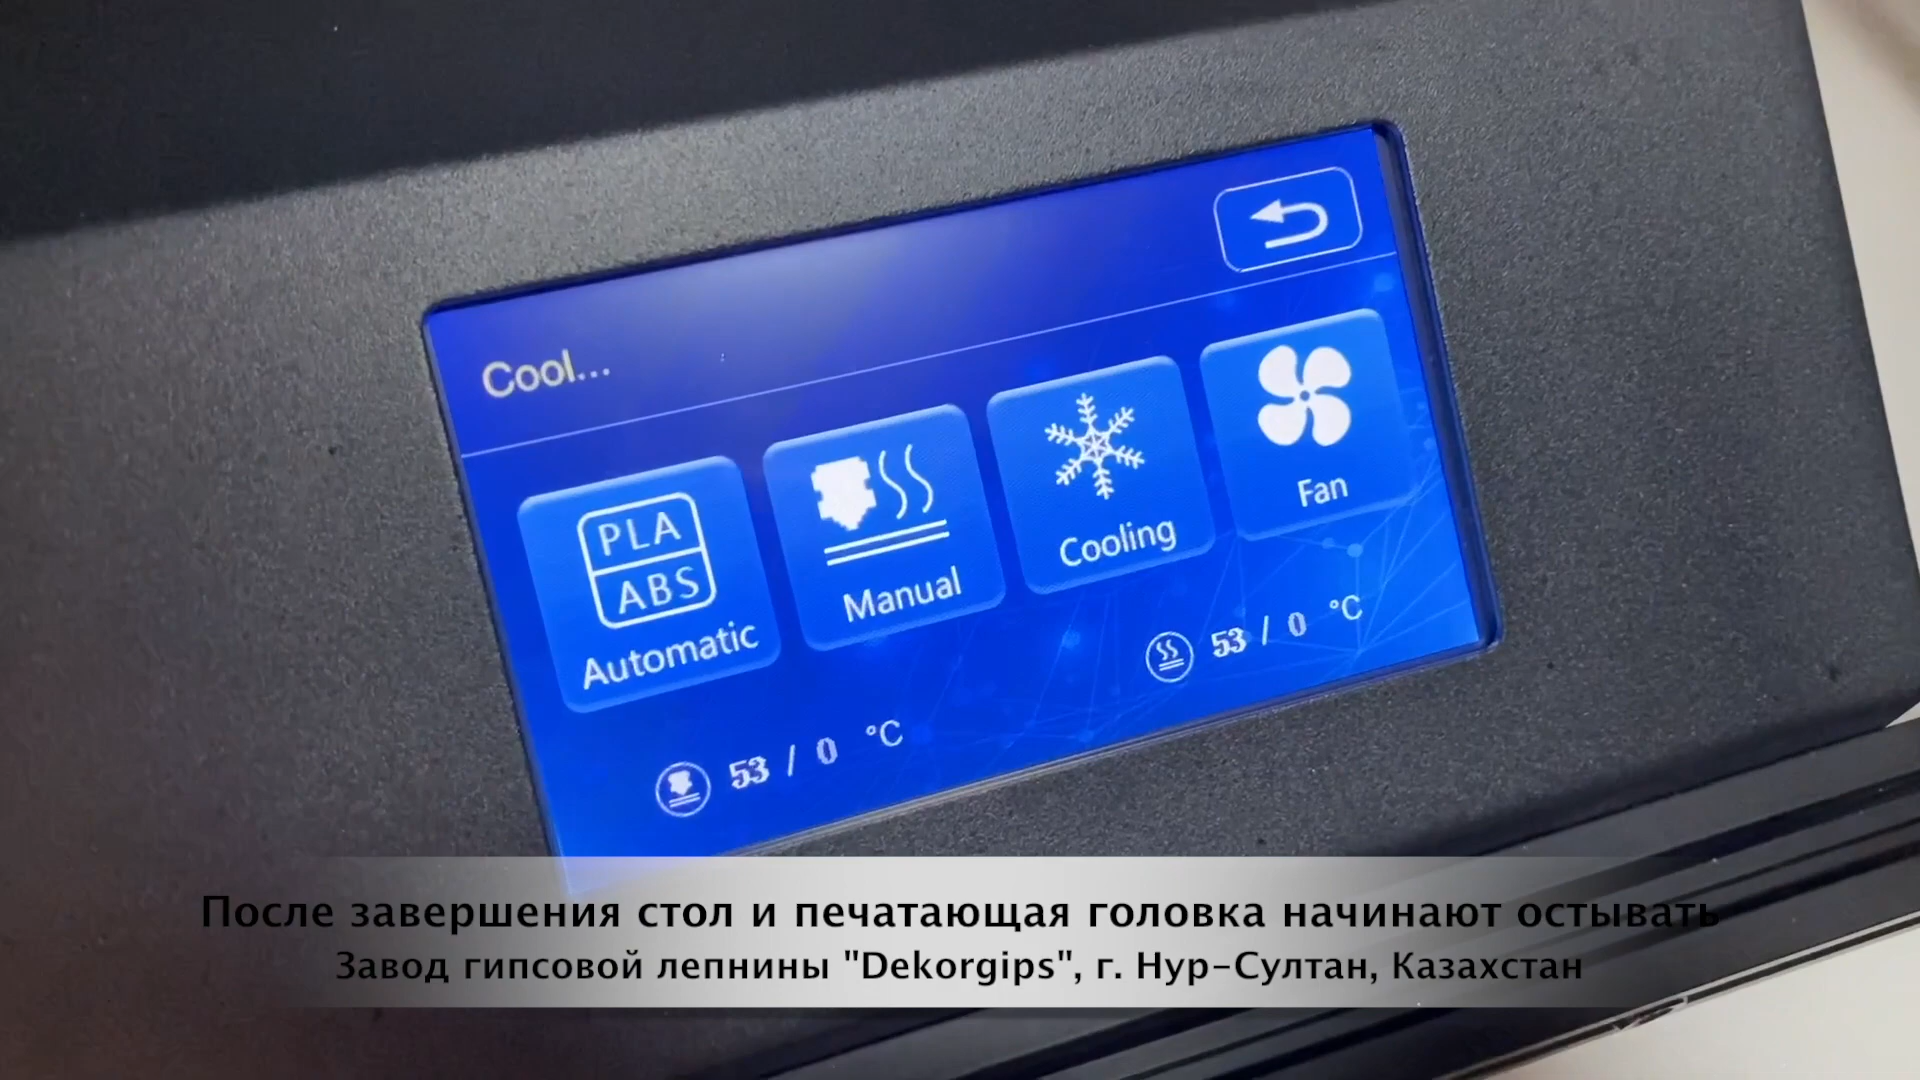 Cool...
PLA
ABS
Automatic
Manual
Cooling
Fan
53 / 0 °C
53 / 0 °C
После завершения стол и печатающая головка начинают остывать
Завод гипсовой лепнины "Dekorgips", г. Нур-Султан, Казахстан